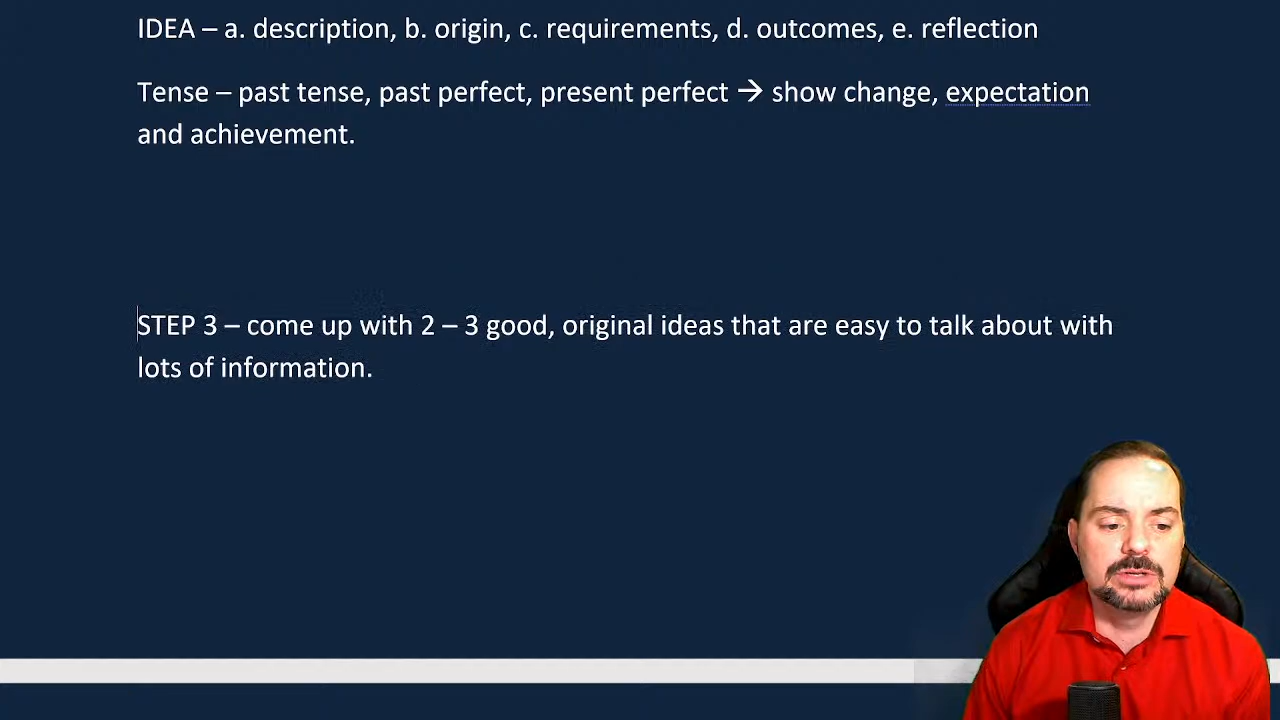 IDEA – a. description, b. origin, c. requirements, d. outcomes, e. reflection
Tense – past tense, past perfect, present perfect → show change, expectation
and achievement.
STEP 3 – come up with 2 – 3 good, original ideas that are easy to talk about with
lots of information.